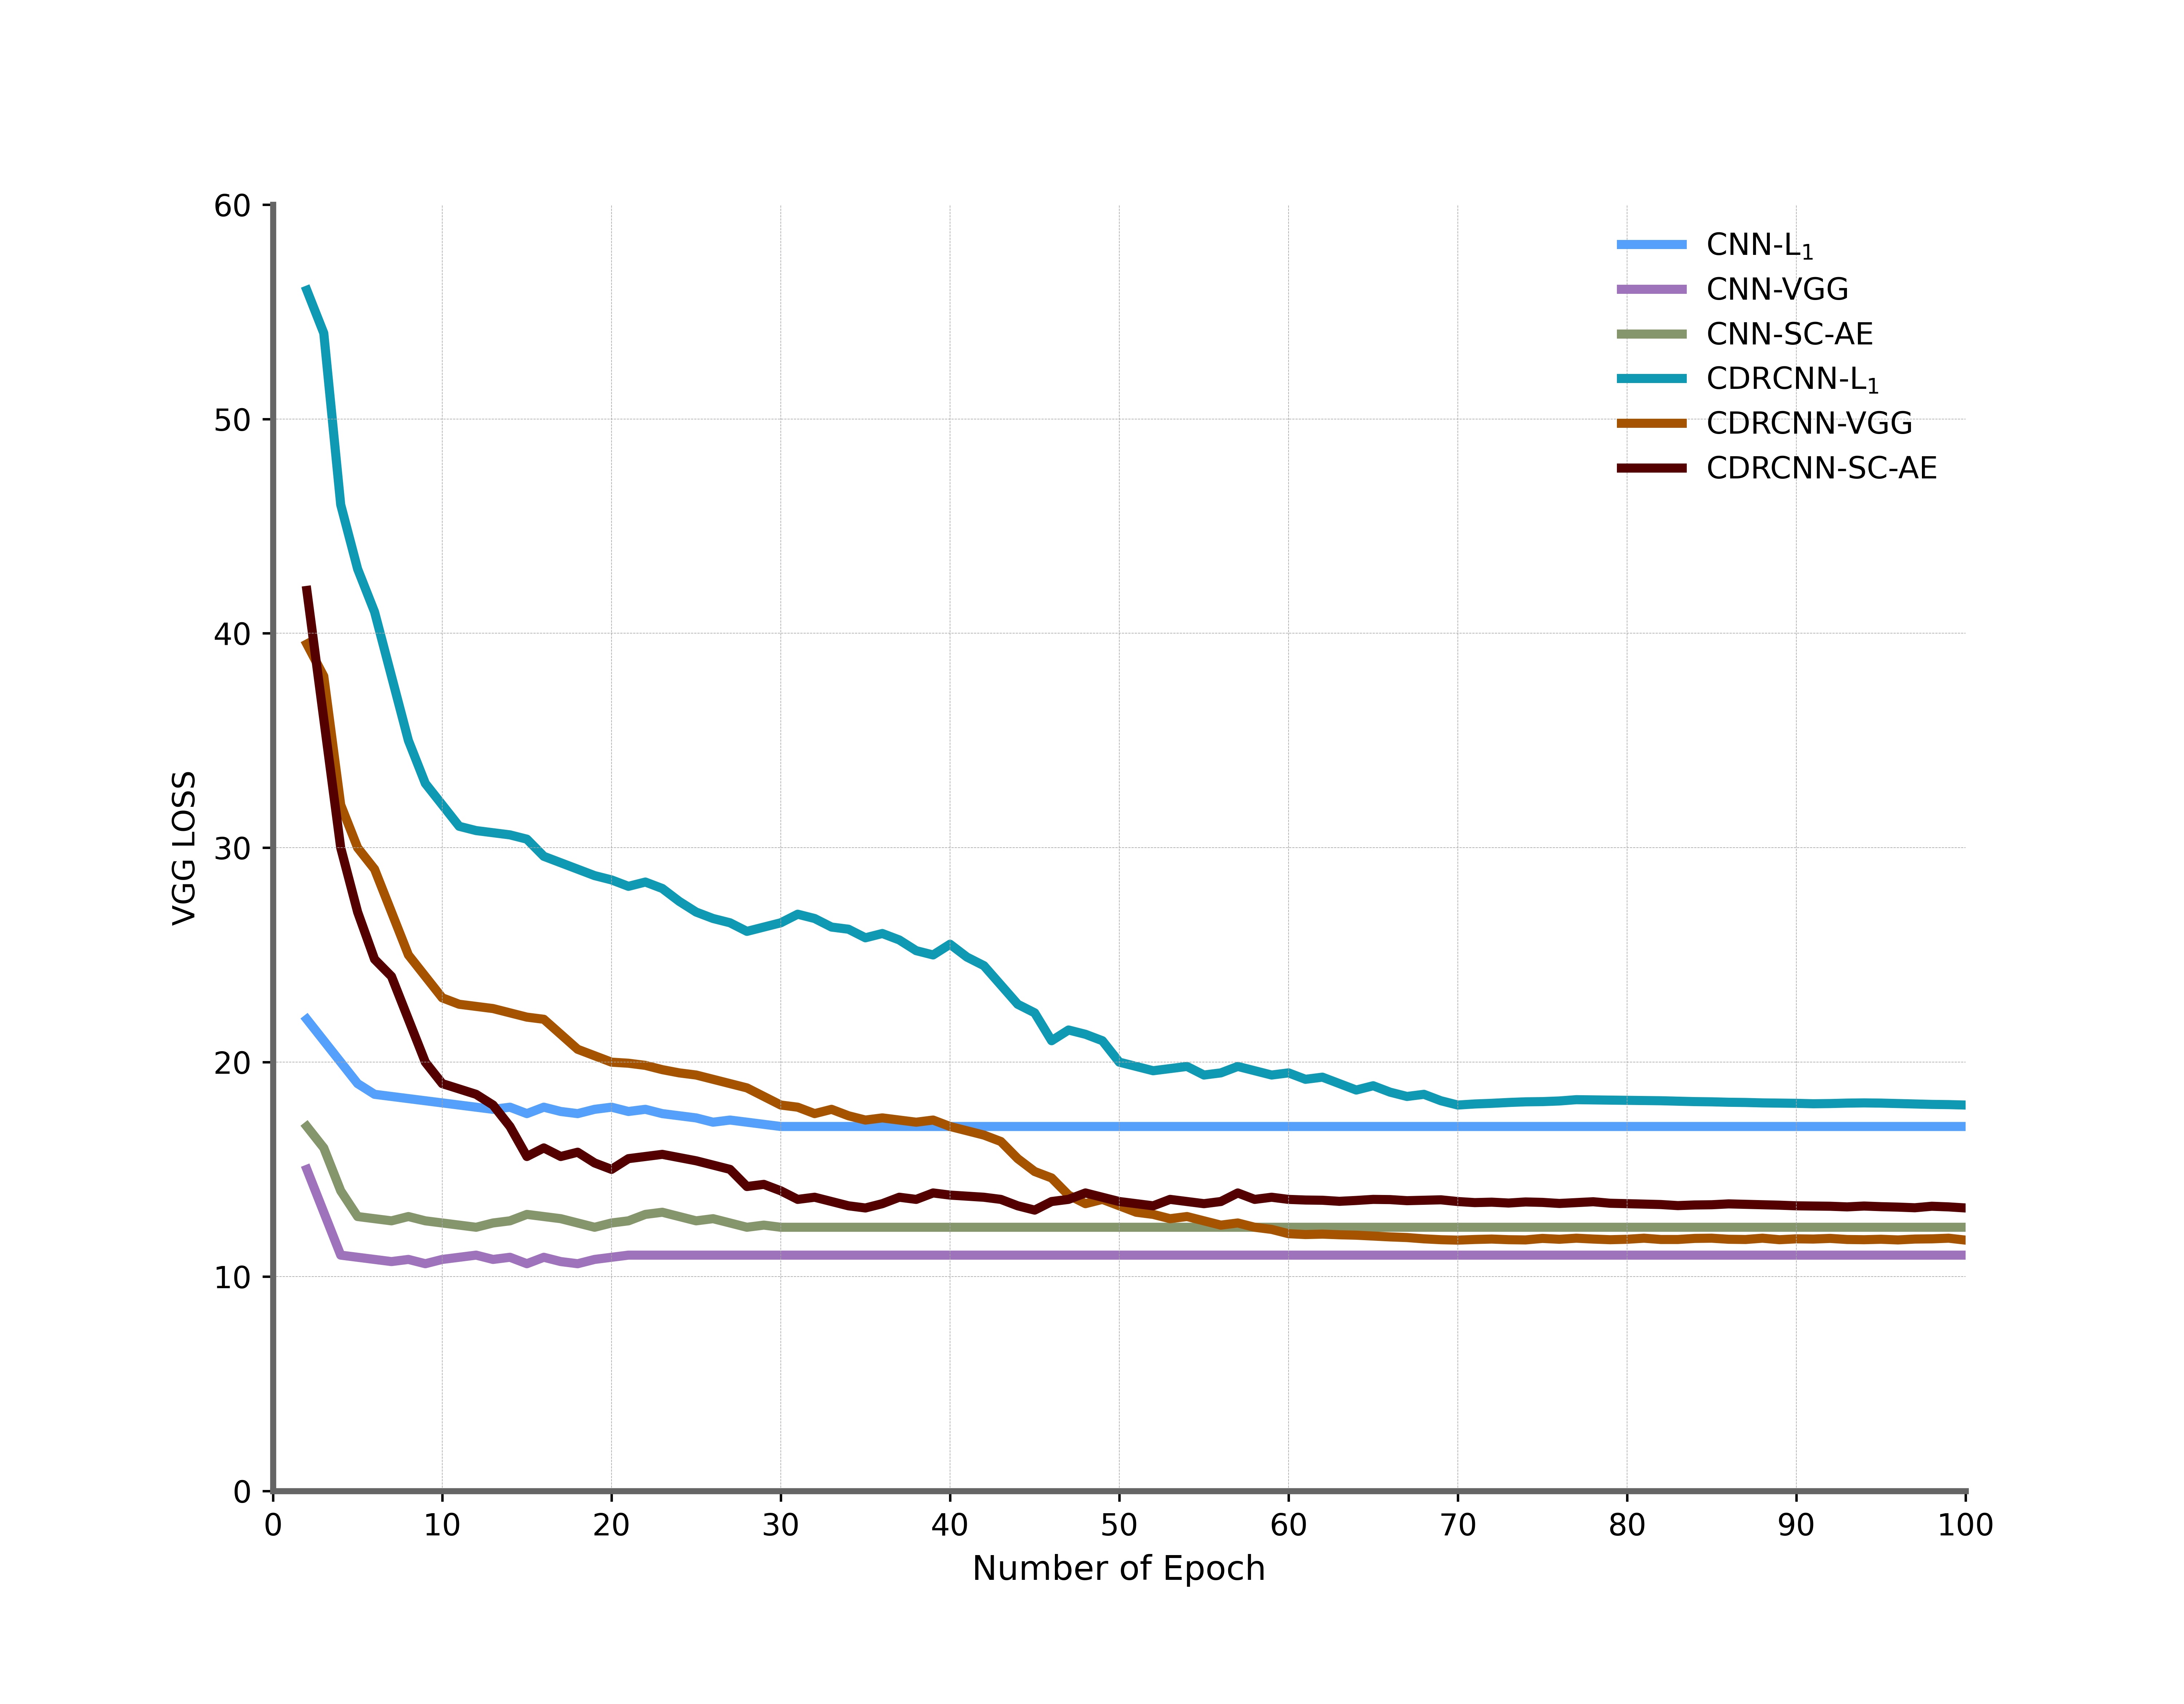 60
50
40
30
20
10
0
VGG LOSS
0 10 20 30 40 50 60 70 80 90 100
Number of Epoch
CNN-L₁
CNN-VGG
CNN-SC-AE
CDRCNN-L₁
CDRCNN-VGG
CDRCNN-SC-AE